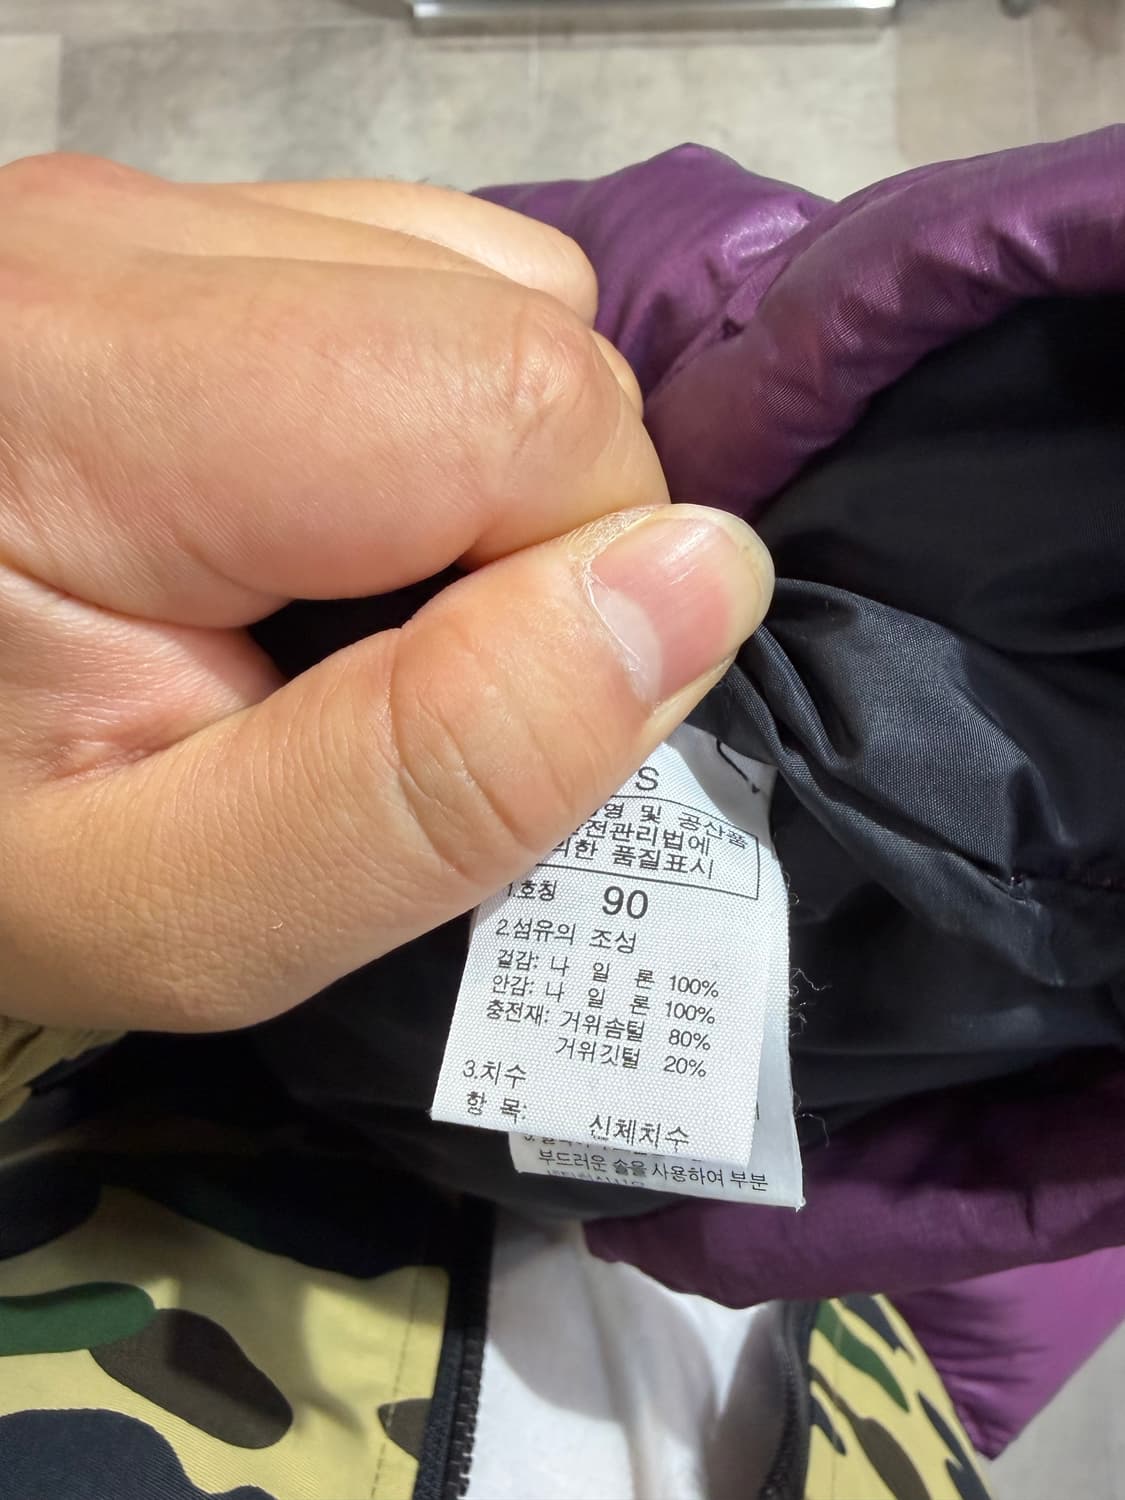 S
및 공산품
전관리법에
의한 품질표시
1.호칭 90
2.섬유의 조성
겉감: 나 일 론 100%
안감: 나 일 론 100%
충전재: 거위솜털 80%
거위깃털 20%
3.치수
항 목: 신체치수
부드러운 솔을 사용하여 부분